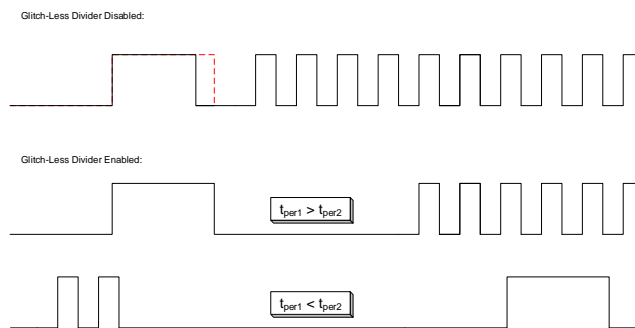 Glitch-Less Divider Disabled:
Glitch-Less Divider Enabled:
tper1 > tper2
tper1 < tper2